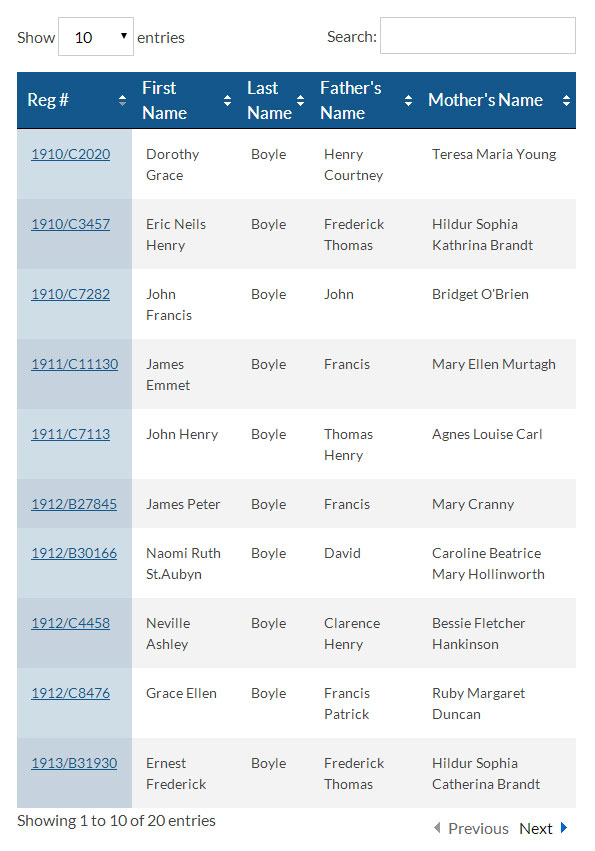 Show 10 entries Search:
Reg # First Name Last Name Father's Name Mother's Name
1910/C2020 Dorothy Grace Boyle Henry Courtney Teresa Maria Young
1910/C3457 Eric Neils Henry Boyle Frederick Thomas Hildur Sophia Kathrina Brandt
1910/C7282 John Francis Boyle John Bridget O'Brien
1911/C11130 James Emmet Boyle Francis Mary Ellen Murtagh
1911/C7113 John Henry Boyle Thomas Henry Agnes Louise Carl
1912/B27845 James Peter Boyle Francis Mary Cranny
1912/B30166 Naomi Ruth St.Aubyn Boyle David Caroline Beatrice Mary Hollinworth
1912/C4458 Neville Ashley Boyle Clarence Henry Bessie Fletcher Hankinson
1912/C8476 Grace Ellen Boyle Francis Patrick Ruby Margaret Duncan
1913/B31930 Ernest Frederick Boyle Frederick Thomas Hildur Sophia Catherina Brandt
Showing 1 to 10 of 20 entries Previous Next